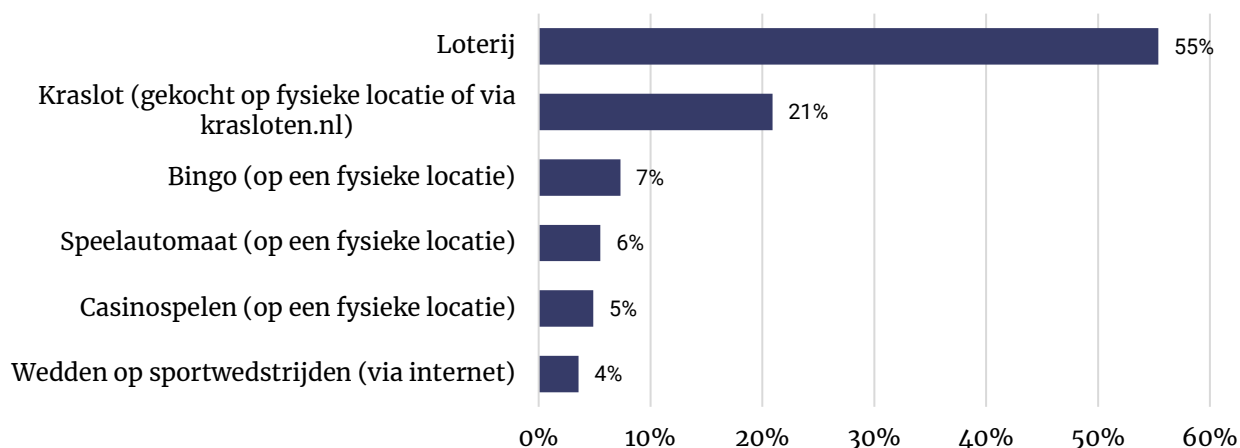 Loterij
55%
Kraslot (gekocht op fysieke locatie of via
krasloten.nl)
21%
Bingo (op een fysieke locatie)
7%
Speelautomaat (op een fysieke locatie)
6%
Casinospelen (op een fysieke locatie)
5%
Wedden op sportwedstrijden (via internet)
4%
0% 10% 20% 30% 40% 50% 60%